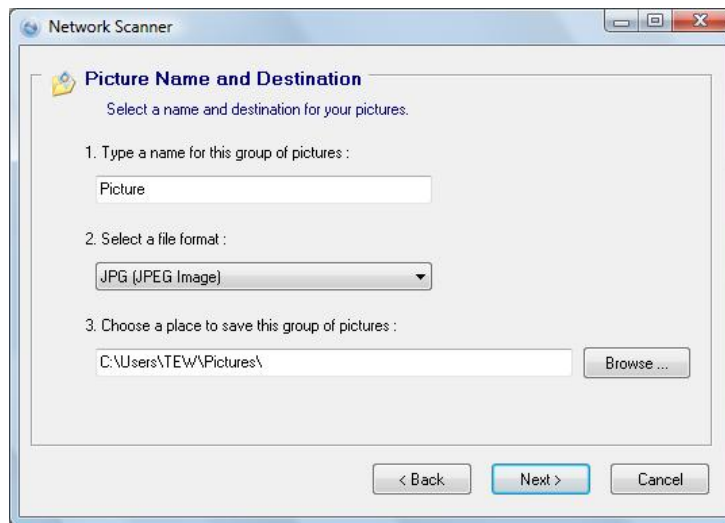 Network Scanner
Picture Name and Destination
Select a name and destination for your pictures.
1. Type a name for this group of pictures :
Picture
2. Select a file format :
JPG (JPEG Image)
3. Choose a place to save this group of pictures :
C:\Users\TEW\Pictures\
Browse ...
< Back
Next >
Cancel